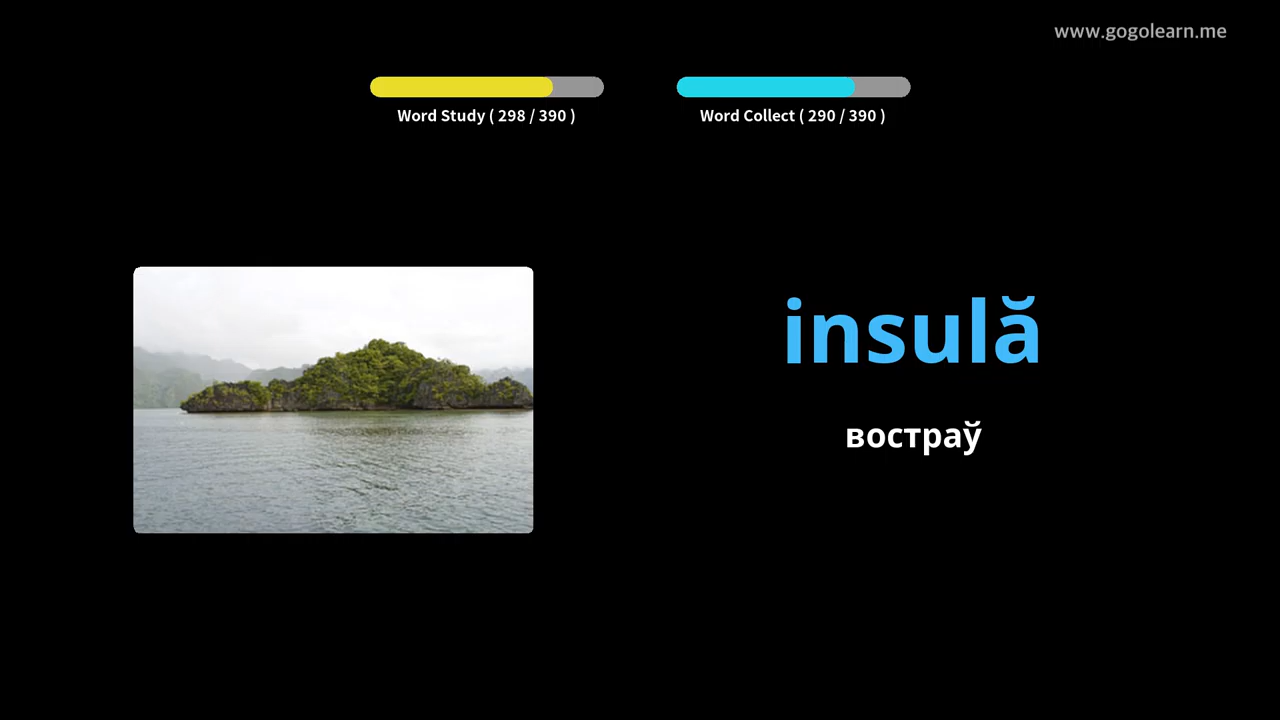 www.gogolearn.me
Word Study ( 298 / 390 )
Word Collect ( 290 / 390 )
insulă
востраў